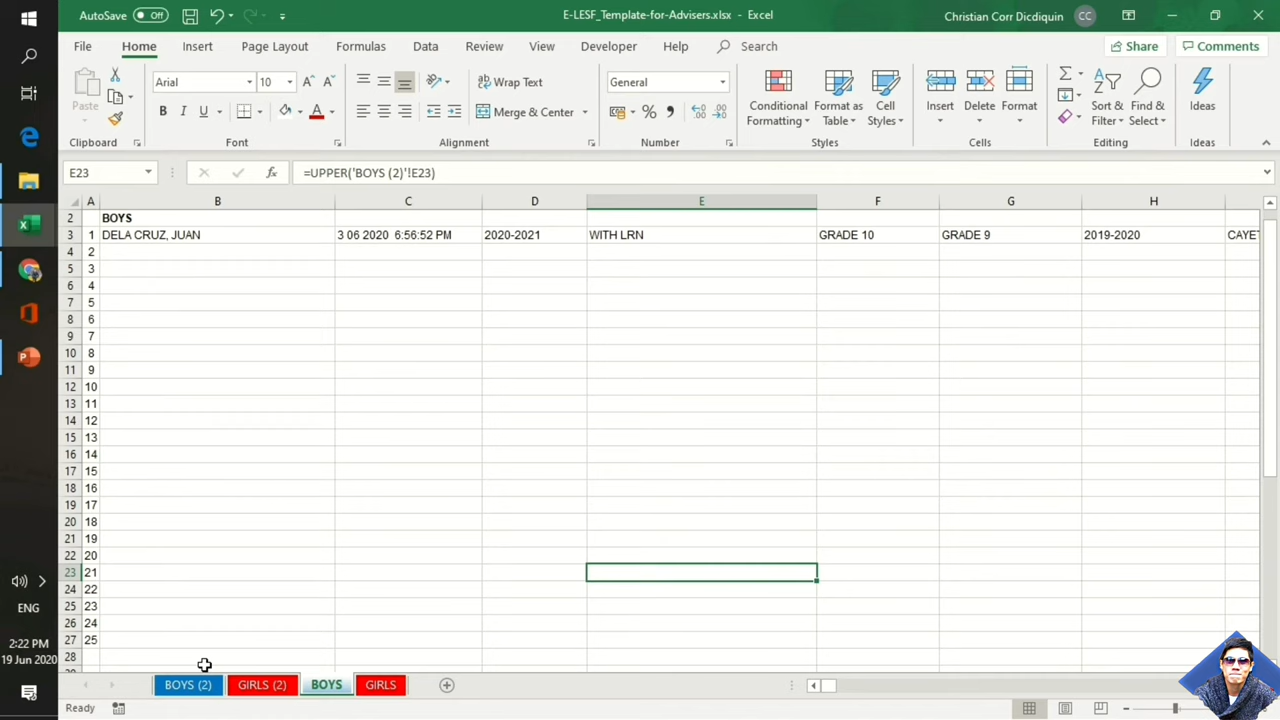 AutoSave Off E-LESF_Template-for-Advisers.xlsx - Excel Christian Corr Dicdiquin CC
File Home Insert Page Layout Formulas Data Review View Developer Help Search Share Comments
Paste Arial 10 Wrap Text General Conditional Formatting Format as Table Cell Styles Insert Delete Format Sort & Filter Find & Select Ideas
B I U Merge & Center
Clipboard Font Alignment Number Styles Cells Editing Ideas
E23 fx =UPPER('BOYS (2)'!E23)
A B C D E F G H
2 BOYS
3 1 DELA CRUZ, JUAN 3 06 2020 6:56:52 PM 2020-2021 WITH LRN GRADE 10 GRADE 9 2019-2020
4 2
5 3
6 4
7 5
8 6
9 7
10 8
11 9
12 10
13 11
14 12
15 13
16 14
17 15
18 16
19 17
20 18
21 19
22 20
23 21
24 22
25 23
26 24
27 25
28
BOYS (2) GIRLS (2) BOYS GIRLS
Ready
ENG
2:22 PM
19 Jun 2020